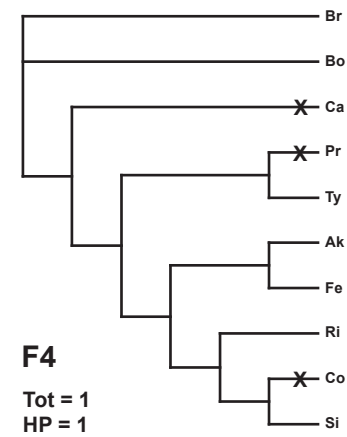 Br
Bo
X Ca
X Pr
Ty
Ak
Fe
Ri
X Co
Si
F4
Tot = 1
HP = 1